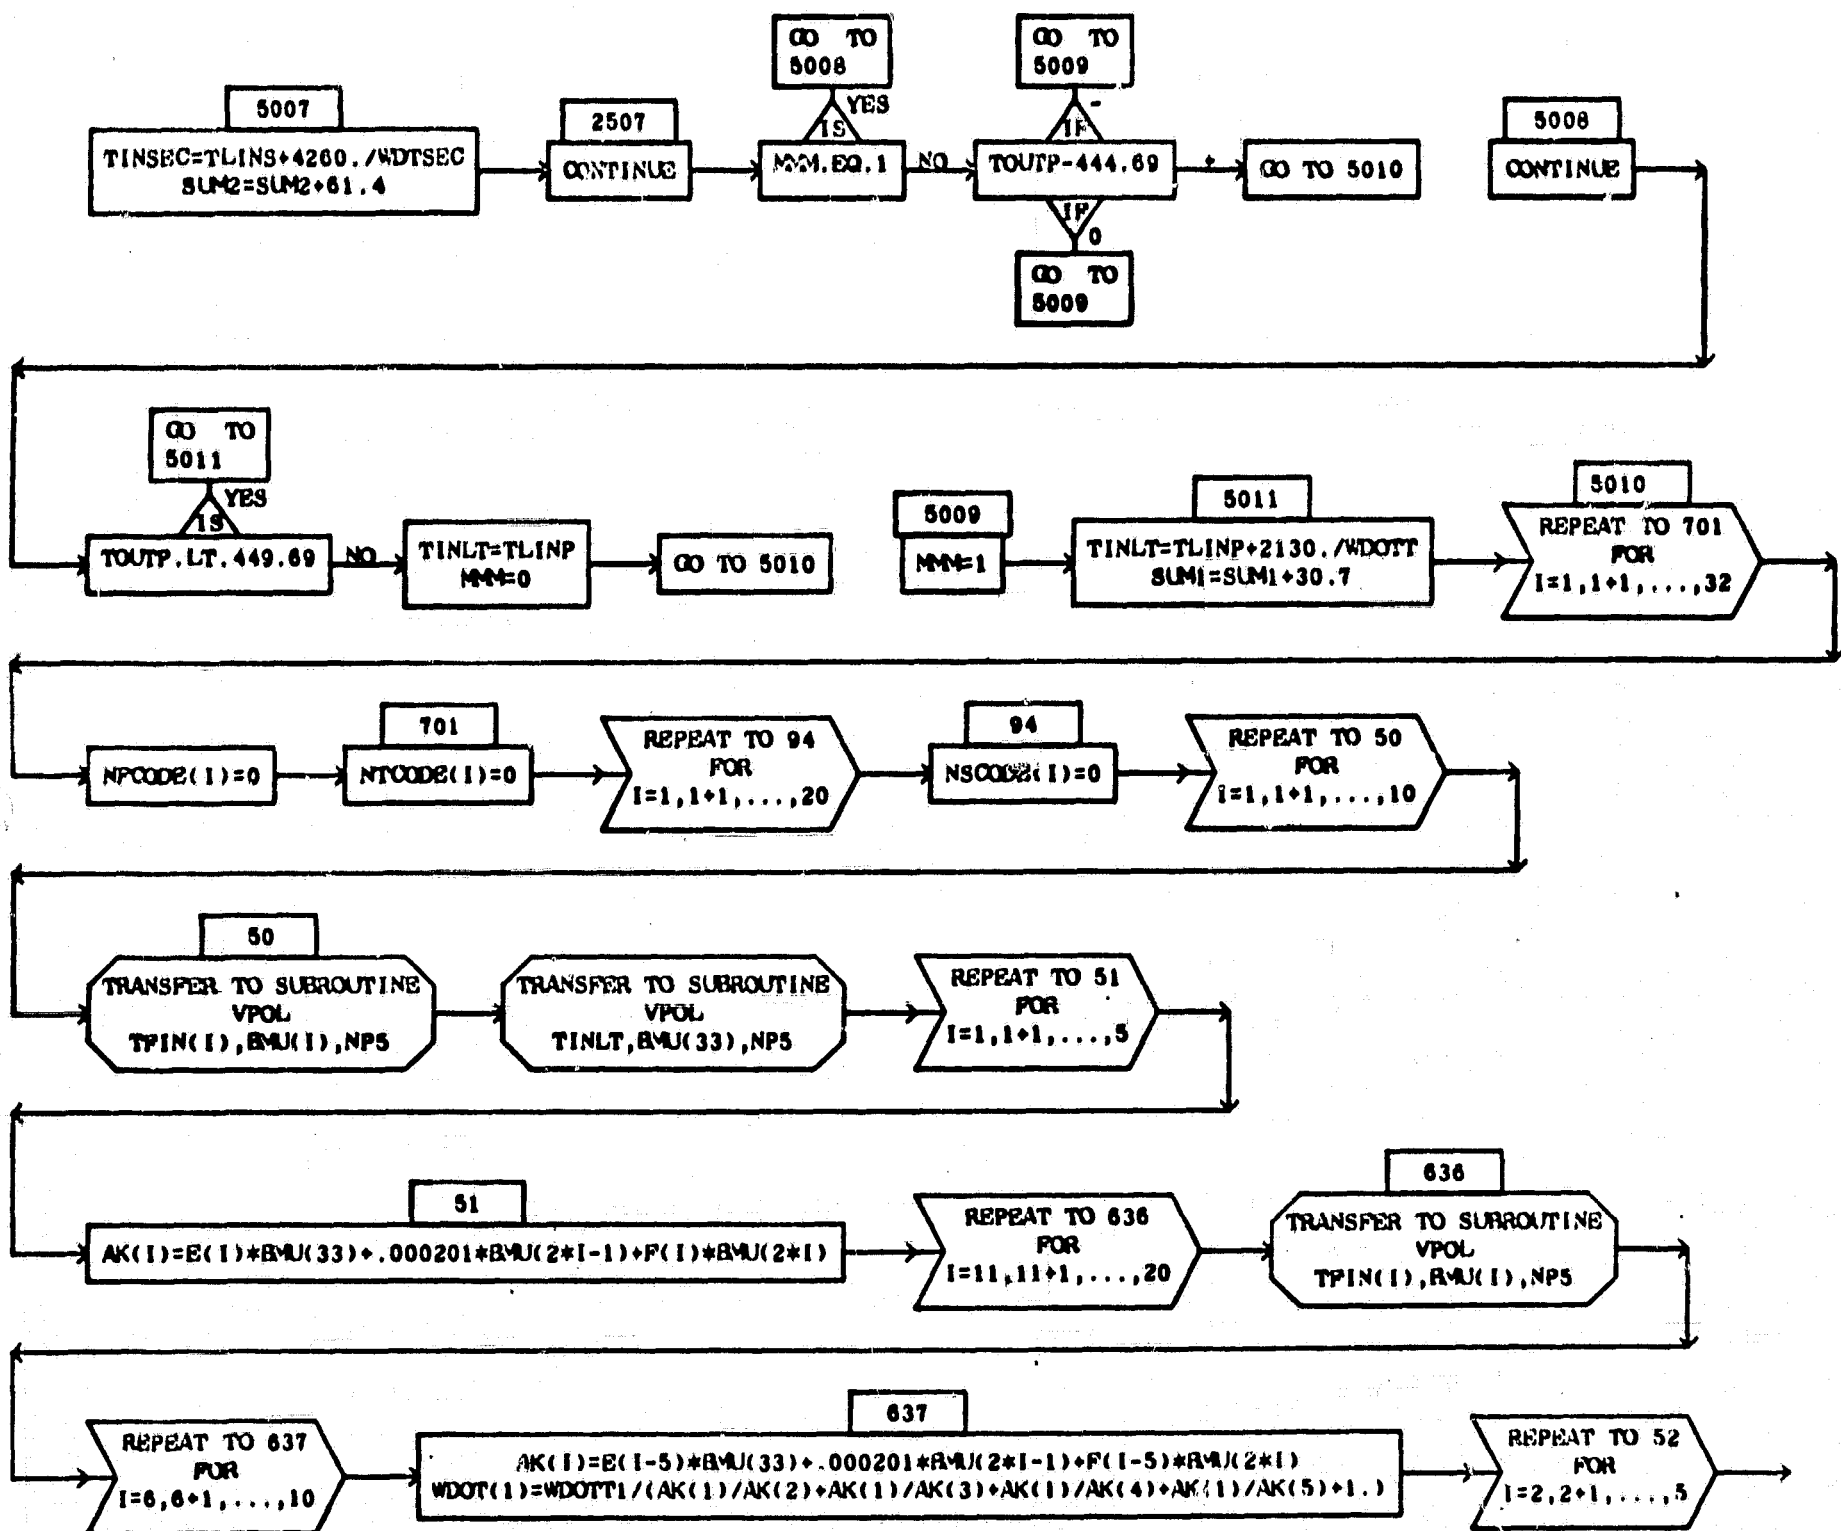 5007
TINSEC=TLINS+4260./WDTSEC
SUM2=SUM2+61.4
2507
CONTINUE
GO TO
5008
YES
IS
MMM.EQ.1
NO
GO TO
5009
-
IF
TOUTP-444.69
+
IF
0
GO TO
5009
GO TO 5010
5008
CONTINUE
GO TO
5011
YES
IS
TOUTP.LT.449.69
NO
TINLT=TLINP
MMM=0
GO TO 5010
5009
MMM=1
5011
TINLT=TLINP+2130./WDOTT
SUM1=SUM1+30.7
5010
REPEAT TO 701
FOR
I=1,1+1,...,32
NPCODE(I)=0
701
NTCODE(I)=0
REPEAT TO 94
FOR
I=1,1+1,...,20
94
NSCODE(I)=0
REPEAT TO 50
FOR
I=1,1+1,...,10
50
TRANSFER TO SUBROUTINE
VPOL
TPIN(I),BMU(I),NP5
TRANSFER TO SUBROUTINE
VPOL
TINLT,BMU(33),NP5
REPEAT TO 51
FOR
I=1,1+1,...,5
51
AK(I)=E(I)*BMU(33)+.000201*BMU(2*I-1)+F(I)*BMU(2*I)
REPEAT TO 636
FOR
I=11,11+1,...,20
636
TRANSFER TO SUBROUTINE
VPOL
TPIN(I),BMU(I),NP5
REPEAT TO 637
FOR
I=6,6+1,...,10
637
AK(I)=E(I-5)*BMU(33)+.000201*BMU(2*I-1)+F(I-5)*BMU(2*I)
WDOT(1)=WDOTT1/(AK(1)/AK(2)+AK(1)/AK(3)+AK(1)/AK(4)+AK(1)/AK(5)+1.)
REPEAT TO 52
FOR
I=2,2+1,...,5